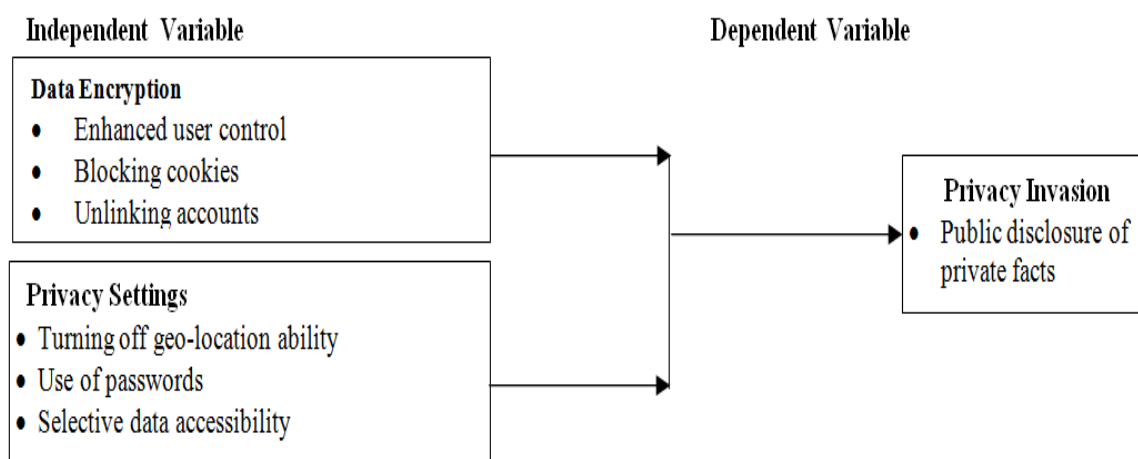 Independent Variable
Dependent Variable
Data Encryption
• Enhanced user control
• Blocking cookies
• Unlinking accounts
Privacy Settings
• Turning off geo-location ability
• Use of passwords
• Selective data accessibility
Privacy Invasion
• Public disclosure of
private facts